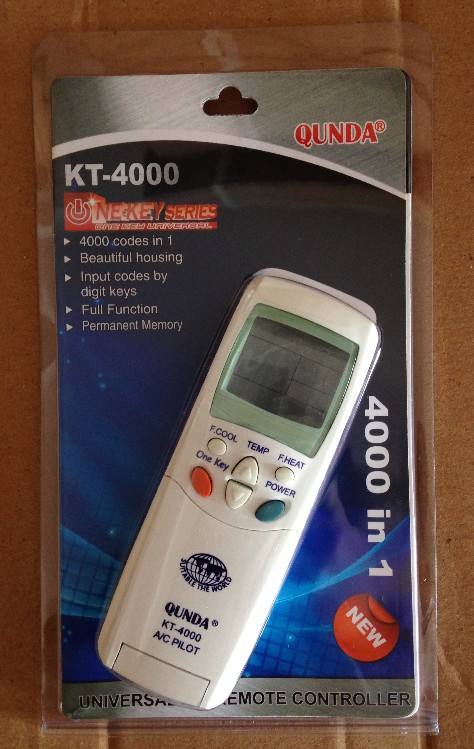 QUNDA®
KT-4000
ONE KEY SERIES
ONE KEY UNIVERSAL
4000 codes in 1
Beautiful housing
Input codes by
digit keys
Full Function
Permanent Memory
F.COOL TEMP F.HEAT
One Key POWER
SUITABLE THE WORLD
QUNDA®
KT-4000
A/C PILOT
4000 in 1
NEW
REMOTE CONTROLLER